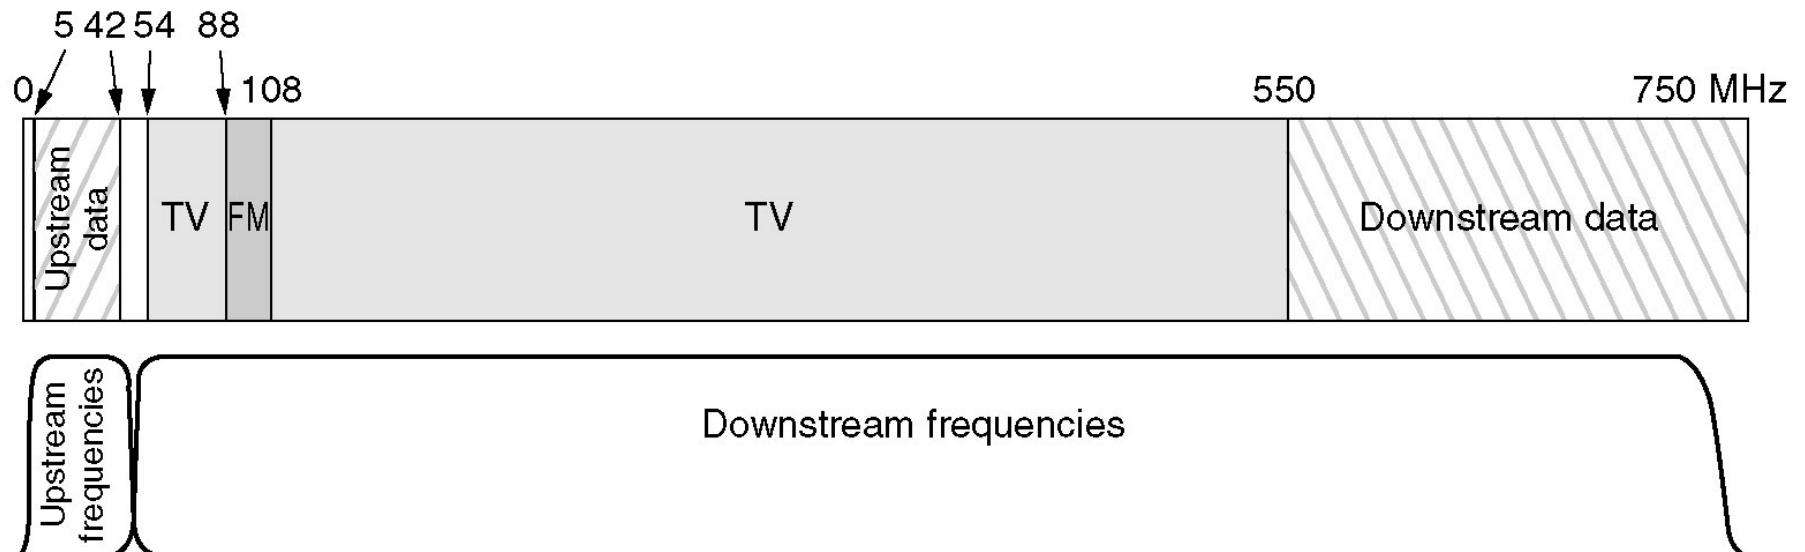 5 42 54 88
0 108 550 750 MHz
Upstream
data
TV FM TV Downstream data
Upstream
frequencies
Downstream frequencies